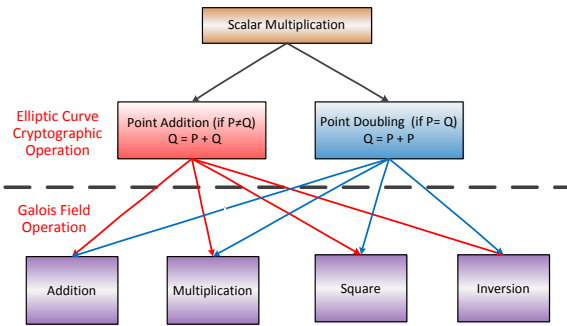 Scalar Multiplication
Elliptic Curve
Cryptographic
Operation
Point Addition (if P≠Q)
Q = P + Q
Point Doubling (if P= Q)
Q = P + P
Galois Field
Operation
Addition
Multiplication
Square
Inversion